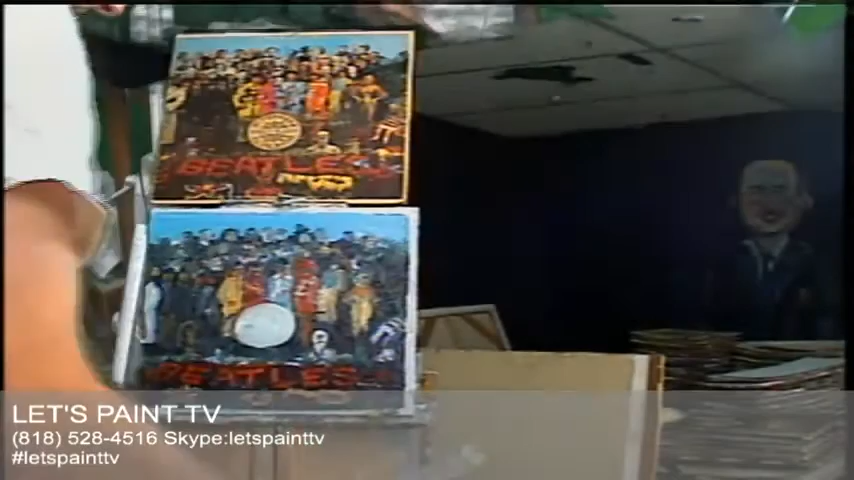 BEATLES
BEATLES
LET'S PAINT TV
(818) 528-4516 Skype:letspainttv
#letspainttv